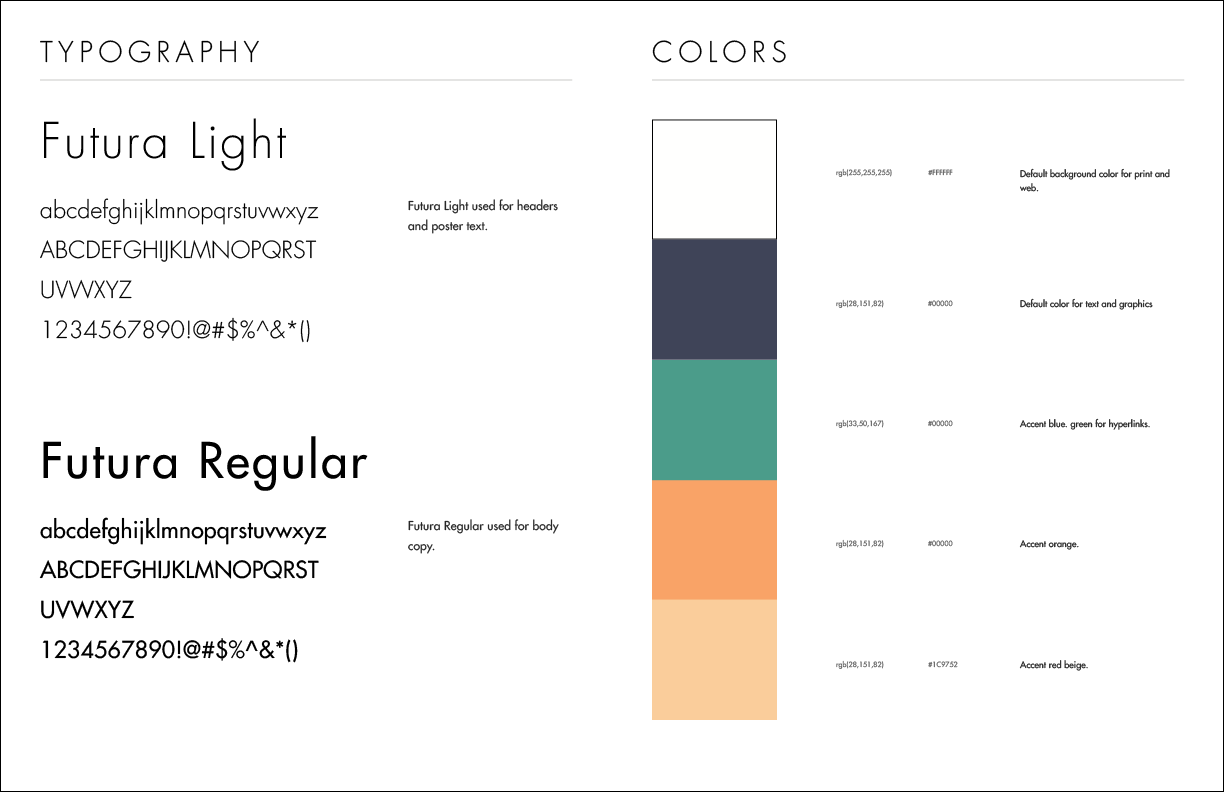 TYPOGRAPHY
Futura Light
abcdefghijklmnopqrstuvwxyz
ABCDEFGHIJKLMNOPQRST
UVWXYZ
1234567890!@#$%^&*()
Futura Light used for headers
and poster text.
Futura Regular
abcdefghijklmnopqrstuvwxyz
ABCDEFGHIJKLMNOPQRST
UVWXYZ
1234567890!@#$%^&*()
Futura Regular used for body
copy.
COLORS
rgb(255,255,255) #FFFFFF Default background color for print and
web.
rgb(28,151,82) #00000 Default color for text and graphics
rgb(33,50,167) #00000 Accent blue. green for hyperlinks.
rgb(28,151,82) #00000 Accent orange.
rgb(28,151,82) #1C9752 Accent red beige.